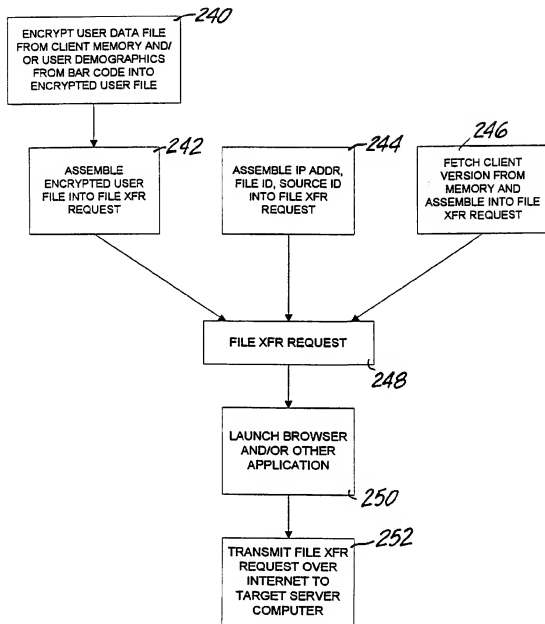 240
ENCRYPT USER DATA FILE
FROM CLIENT MEMORY AND/
OR USER DEMOGRAPHICS
FROM BAR CODE INTO
ENCRYPTED USER FILE
242
ASSEMBLE
ENCRYPTED USER
FILE INTO FILE XFR
REQUEST
244
ASSEMBLE IP ADDR,
FILE ID, SOURCE ID
INTO FILE XFR
REQUEST
246
FETCH CLIENT
VERSION FROM
MEMORY AND
ASSEMBLE INTO FILE
XFR REQUEST
FILE XFR REQUEST
248
LAUNCH BROWSER
AND/OR OTHER
APPLICATION
250
252
TRANSMIT FILE XFR
REQUEST OVER
INTERNET TO
TARGET SERVER
COMPUTER